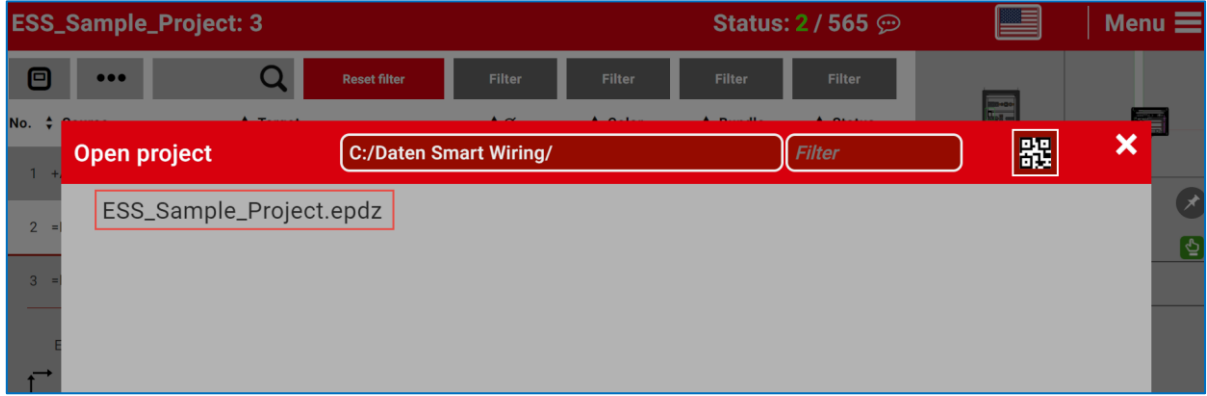 ESS_Sample_Project: 3 Status: 2 / 565 Menu
Reset filter Filter Filter Filter Filter
No.
Open project C:/Daten Smart Wiring/ Filter
1
ESS_Sample_Project.epdz
2
3